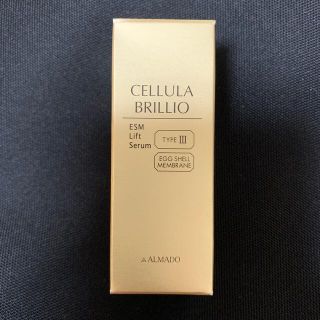 CELLULA
BRILLIO
ESM
Lift
Serum
TYPE III
EGG SHELL
MEMBRANE
ALMADO